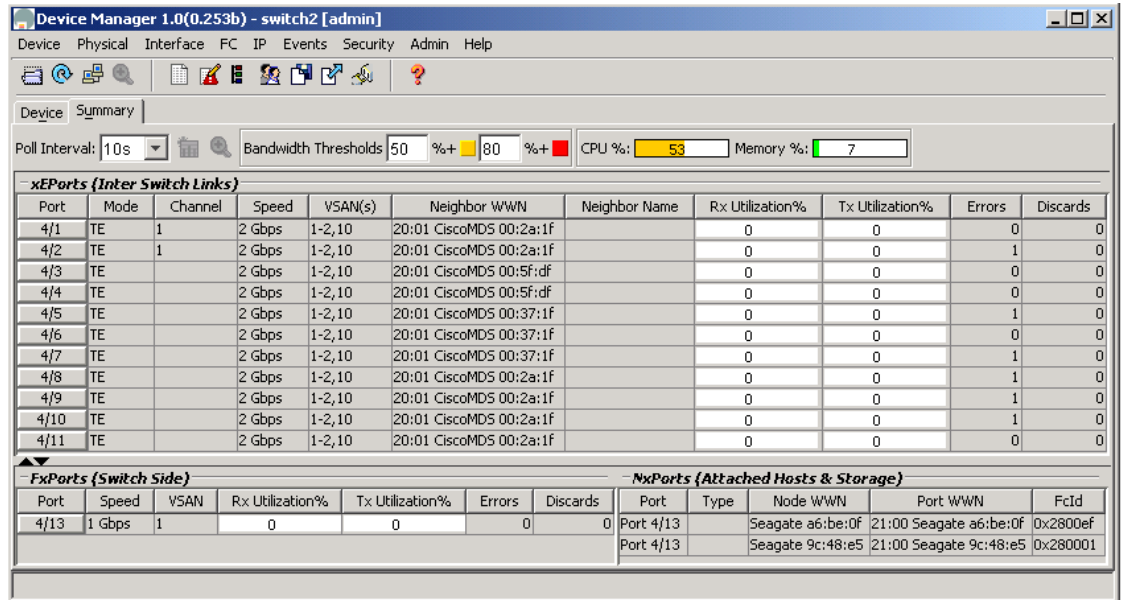 Device Manager 1.0(0.253b) - switch2 [admin]
Device Physical Interface FC IP Events Security Admin Help
Device Summary
Poll Interval: 10s Bandwidth Thresholds 50 %+ 80 %+ CPU %: 53 Memory %: 7
xEPorts (Inter Switch Links)
Port Mode Channel Speed VSAN(s) Neighbor WWN Neighbor Name Rx Utilization% Tx Utilization% Errors Discards
4/1 TE 1 2 Gbps 1-2,10 20:01 CiscoMDS 00:2a:1f 0 0 0 0
4/2 TE 1 2 Gbps 1-2,10 20:01 CiscoMDS 00:2a:1f 0 0 1 0
4/3 TE 2 Gbps 1-2,10 20:01 CiscoMDS 00:5f:df 0 0 0 0
4/4 TE 2 Gbps 1-2,10 20:01 CiscoMDS 00:5f:df 0 0 0 0
4/5 TE 2 Gbps 1-2,10 20:01 CiscoMDS 00:37:1f 0 0 1 0
4/6 TE 2 Gbps 1-2,10 20:01 CiscoMDS 00:37:1f 0 0 0 0
4/7 TE 2 Gbps 1-2,10 20:01 CiscoMDS 00:37:1f 0 0 1 0
4/8 TE 2 Gbps 1-2,10 20:01 CiscoMDS 00:2a:1f 0 0 1 0
4/9 TE 2 Gbps 1-2,10 20:01 CiscoMDS 00:2a:1f 0 0 1 0
4/10 TE 2 Gbps 1-2,10 20:01 CiscoMDS 00:2a:1f 0 0 1 0
4/11 TE 2 Gbps 1-2,10 20:01 CiscoMDS 00:2a:1f 0 0 0 0
FxPorts (Switch Side)
Port Speed VSAN Rx Utilization% Tx Utilization% Errors Discards
4/13 1 Gbps 1 0 0 0 0
NxPorts (Attached Hosts & Storage)
Port Type Node WWN Port WWN FcId
Port 4/13 Seagate a6:be:0f 21:00 Seagate a6:be:0f 0x2800ef
Port 4/13 Seagate 9c:48:e5 21:00 Seagate 9c:48:e5 0x280001